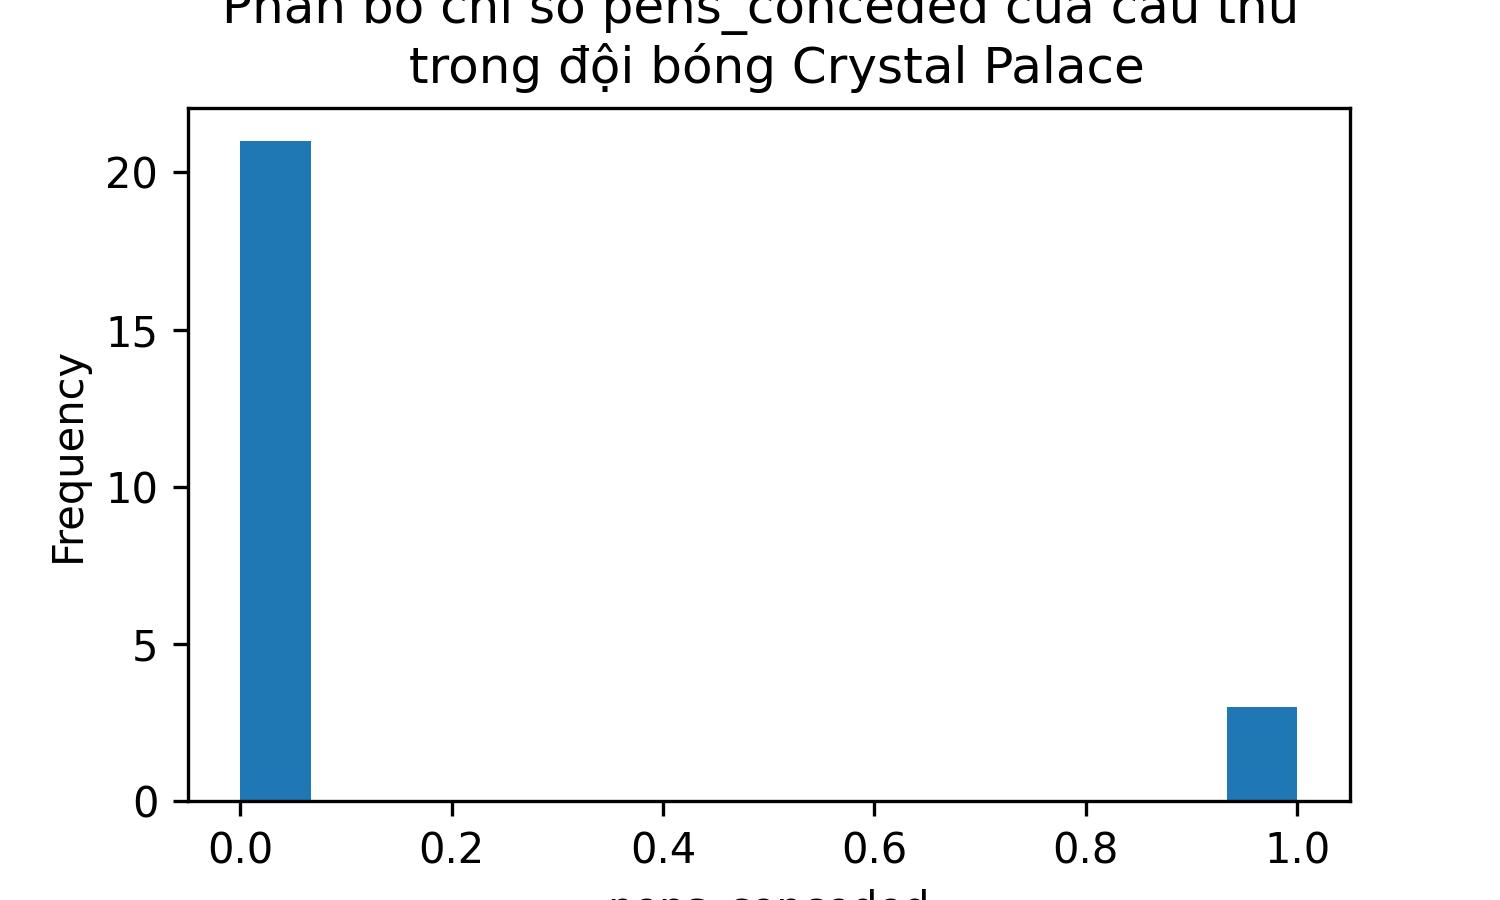 Phân bố chỉ số pens_conceded của cầu thủ
trong đội bóng Crystal Palace
20
15
10
5
0
Frequency
0.0 0.2 0.4 0.6 0.8 1.0
pens_conceded